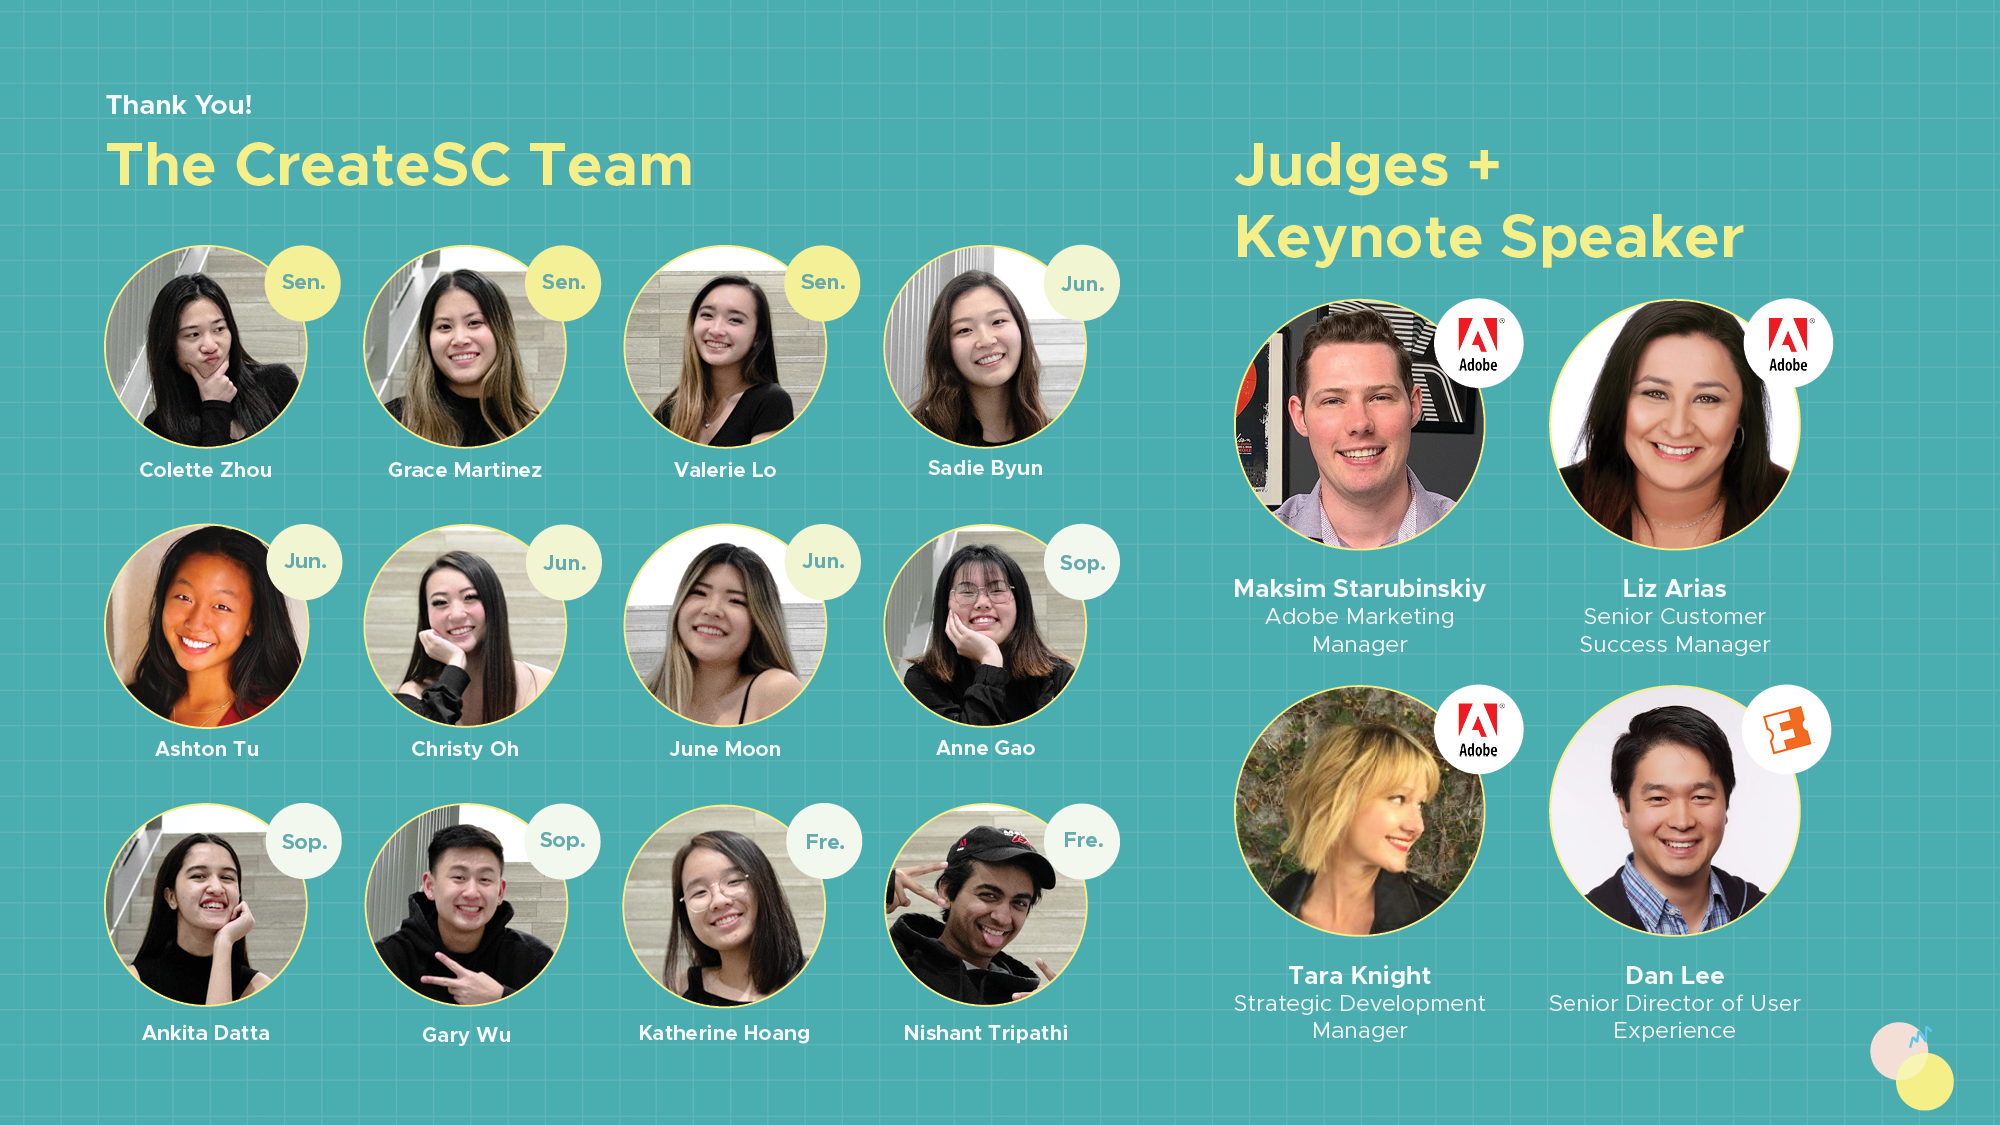 Thank You!
The CreateSC Team
Sen.
Sen.
Sen.
Jun.
Colette Zhou
Grace Martinez
Valerie Lo
Sadie Byun
Jun.
Jun.
Jun.
Sop.
Ashton Tu
Christy Oh
June Moon
Anne Gao
Sop.
Sop.
Fre.
Fre.
Ankita Datta
Gary Wu
Katherine Hoang
Nishant Tripathi
Judges +
Keynote Speaker
Adobe
Adobe
Maksim Starubinskiy
Adobe Marketing
Manager
Liz Arias
Senior Customer
Success Manager
Adobe
Tara Knight
Strategic Development
Manager
Dan Lee
Senior Director of User
Experience